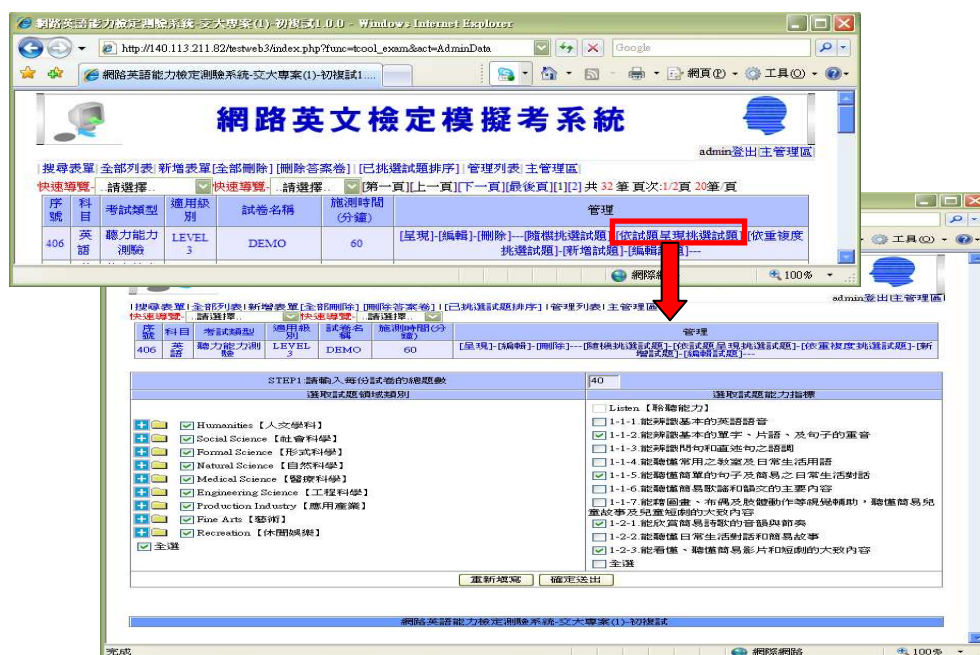 網路英語能力檢定測驗系統-交大專案(1)-初複試1.0.0 - Windows Internet Explorer
http://140.113.211.82/testweb3/index.php?func=tcool_exam&act=AdminData
Google
網路英語能力檢定測驗系統-交大專案(1)-初複試1....
網頁(P)
工具(O)
網路英文檢定模擬考系統
admin登出|主管理區|
|搜尋表單|全部列表|新增表單[全部刪除] [刪除答案卷] | [已挑選試題排序] | 管理列表|主管理區|
快速導覽-..請選擇.. 快速導覽-..請選擇.. [第一頁][上一頁][下一頁][最後頁][1][2] 共 32 筆 頁次:1/2頁 20筆/頁
序號 科目 考試類型 適用級別 試卷名稱 施測時間(分鐘) 管理
406 英語 聽力能力測驗 LEVEL 3 DEMO 60 [呈現]-[編輯]-[刪除]---[隨機挑選試題]-[依試題呈現挑選試題]-[依重複度挑選試題]-[新增試題]-[編輯試題]---
100%
工具(O)
admin登出|主管理區|
|搜尋表單|全部列表|新增表單[全部刪除] [刪除答案卷] | [已挑選試題排序] | 管理列表|主管理區|
快速導覽-..請選擇.. 快速導覽-..請選擇..
序號 科目 考試類型 適用級別 試卷名稱 施測時間(分鐘) 管理
406 英語 聽力能力測驗 LEVEL 3 DEMO 60 [呈現]-[編輯]-[刪除]---[隨機挑選試題]-[依試題呈現挑選試題]-[依重複度挑選試題]-[新增試題]-[編輯試題]---
STEP1:請輸入每份試卷的總題數 40
選取試題領域類別
Humanities【人文學科】
Social Science【社會科學】
Formal Science【形式科學】
Natural Science【自然科學】
Medical Science【醫療科學】
Engineering Science【工程科學】
Production Industry【應用產業】
Fine Arts【藝術】
Recreation【休閒娛樂】
全選
選取試題能力指標
Listen【聆聽能力】
1-1-1.能辨識基本的英語語音
1-1-2.能辨識基本的單字、片語、及句子的重音
1-1-3.能辨識問句和直述句之語調
1-1-4.能聽懂常用之教室及日常生活用語
1-1-5.能聽懂簡單的句子及簡易之日常生活對話
1-1-6.能聽懂簡易歌謠和韻文的主要內容
1-1-7.能藉圖畫、布偶及肢體動作等視覺輔助，聽懂簡易兒
童故事及兒童短劇的大致內容
1-2-1.能欣賞簡易詩歌的音韻與節奏
1-2-2.能聽懂日常生活對話和簡易故事
1-2-3.能看懂、聽懂簡易影片和短劇的大致內容
全選
重新填寫 確定送出
網路英語能力檢定測驗系統-交大專案(1)-初複試
完成
網際網路
100%